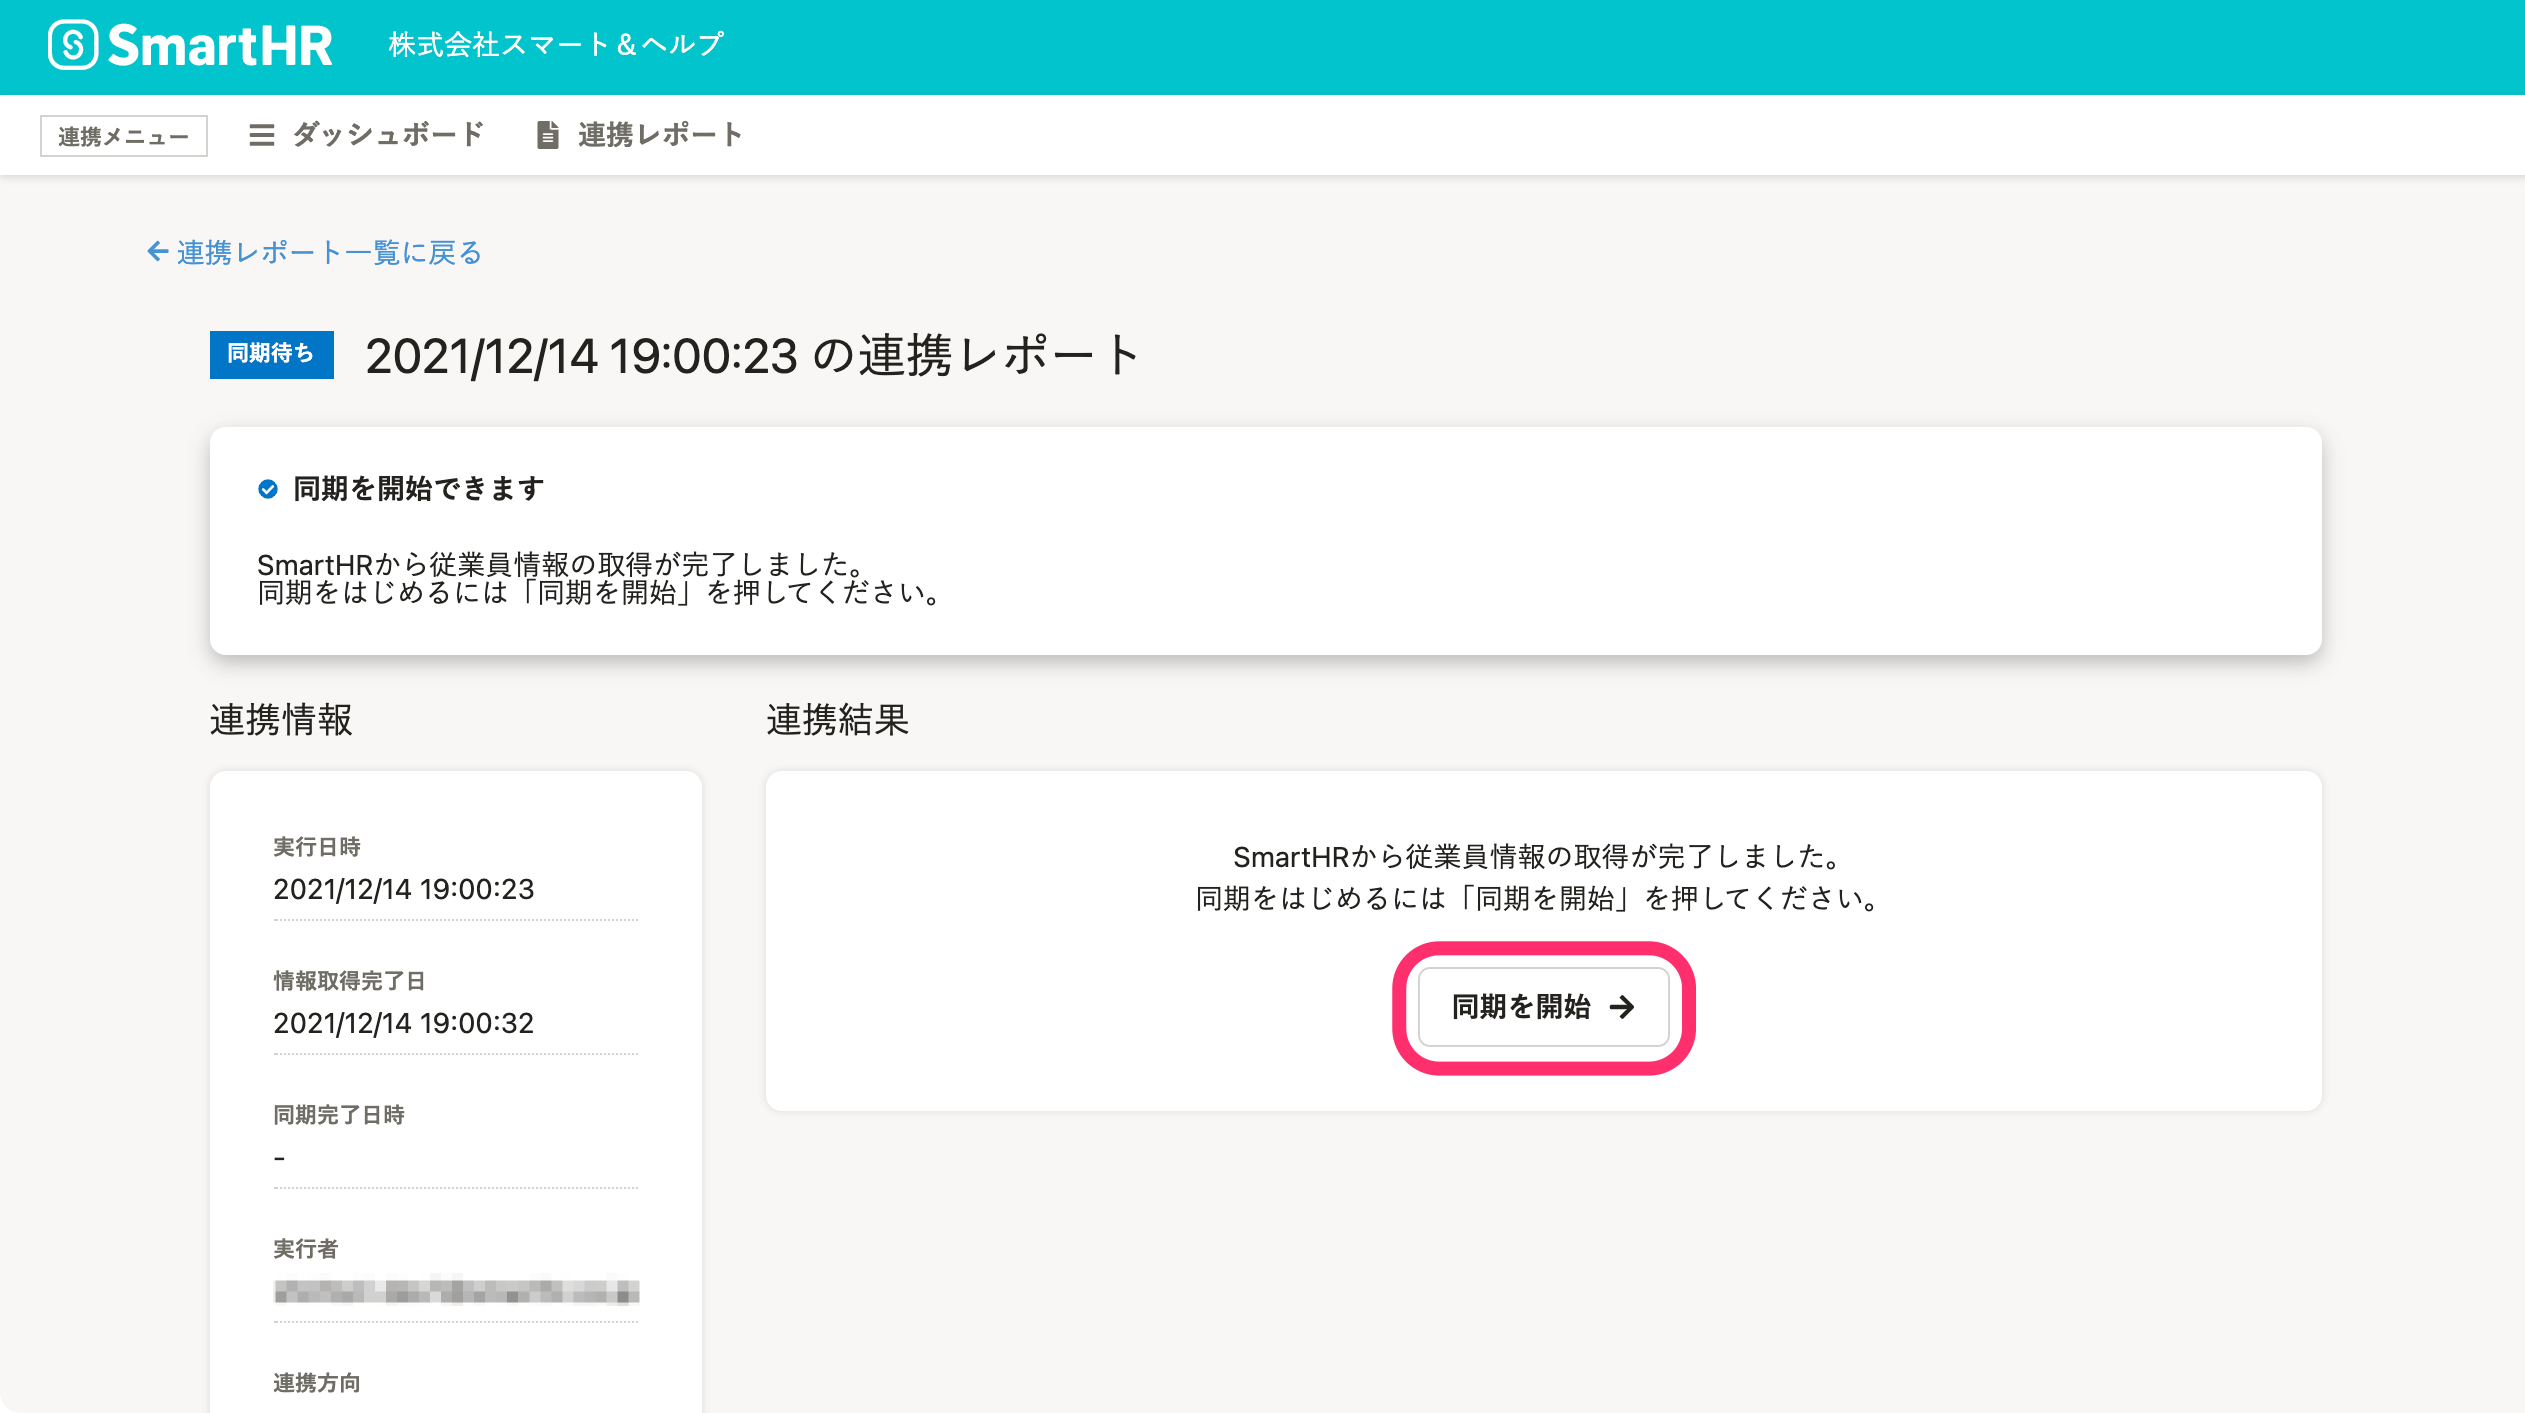 SmartHR 株式会社スマート＆ヘルプ
連携メニュー ダッシュボード 連携レポート
連携レポート一覧に戻る
同期待ち 2021/12/14 19:00:23 の連携レポート
同期を開始できます
SmartHRから従業員情報の取得が完了しました。
同期をはじめるには「同期を開始」を押してください。
連携情報
実行日時
2021/12/14 19:00:23
情報取得完了日
2021/12/14 19:00:32
同期完了日時
-
実行者
連携方向
連携結果
SmartHRから従業員情報の取得が完了しました。
同期をはじめるには「同期を開始」を押してください。
同期を開始